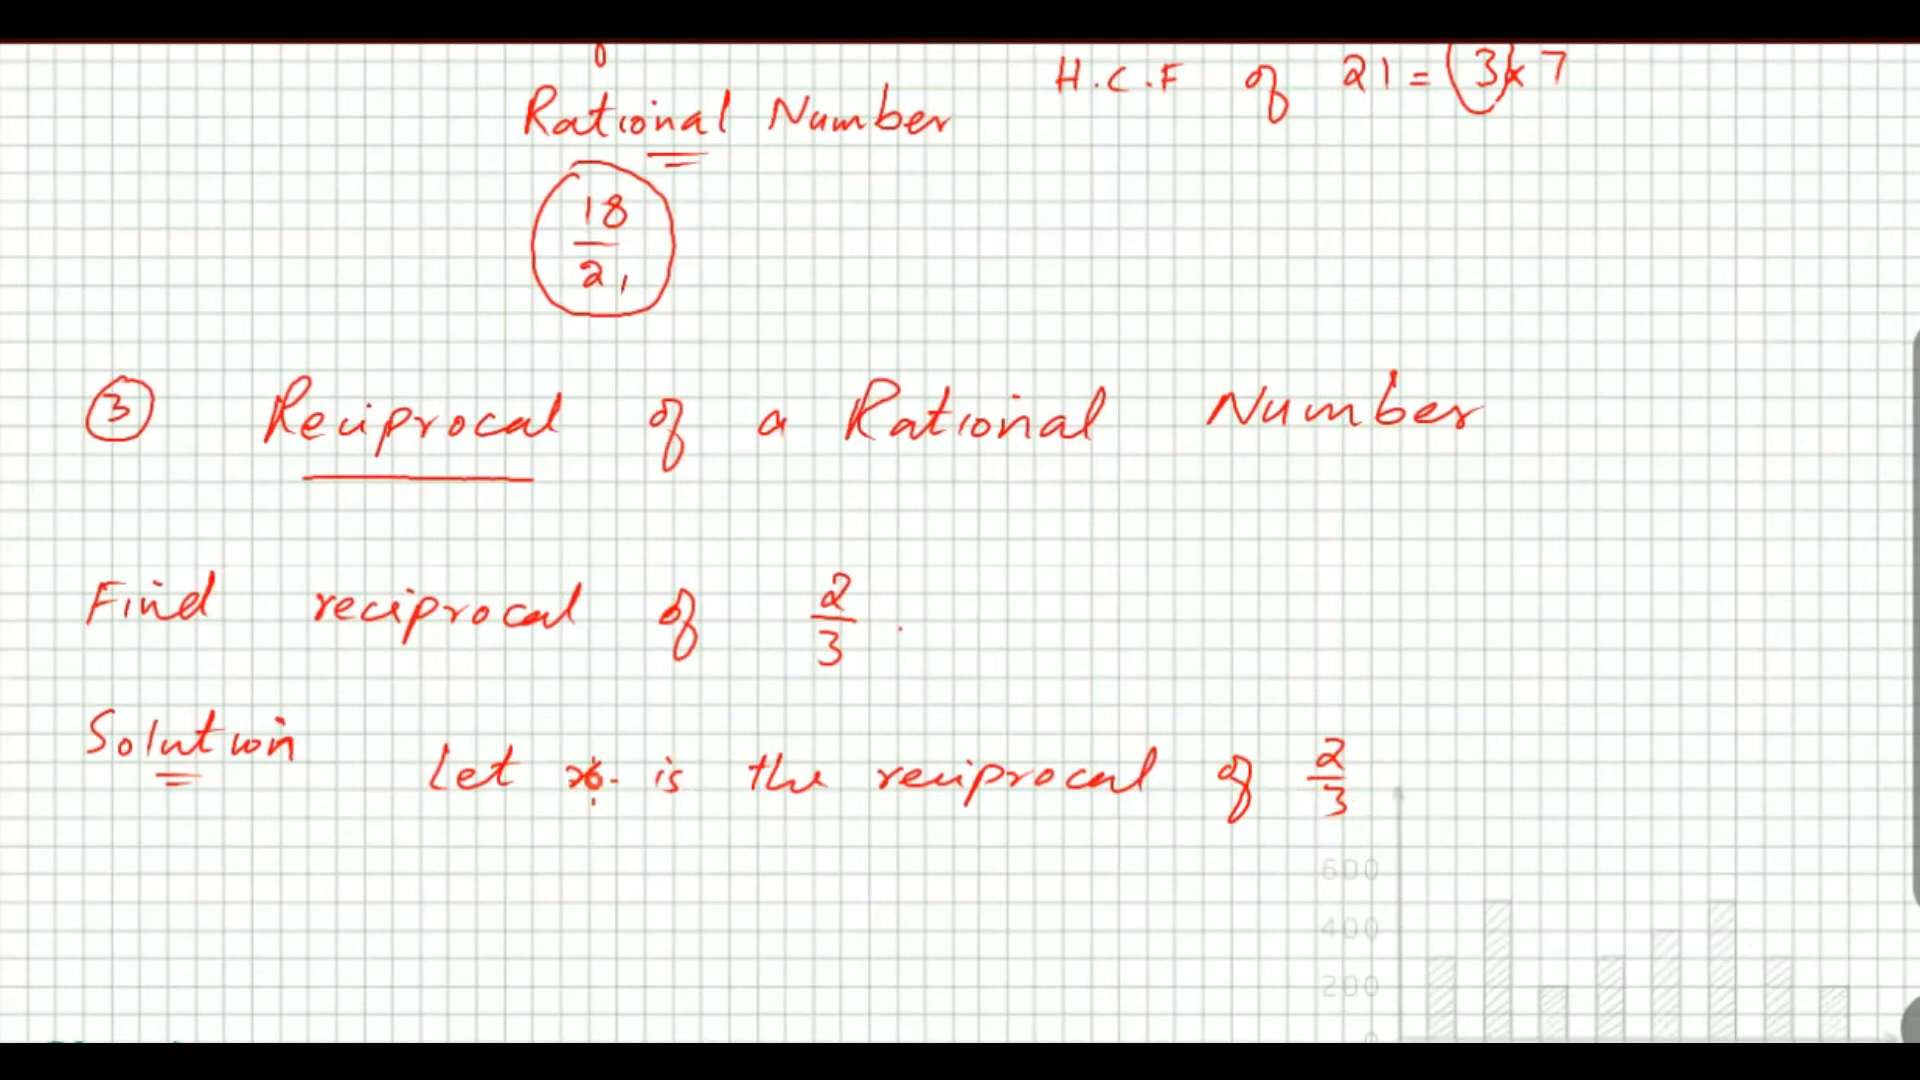 H.C.F of 21 = 3 x 7
Rational Number
18
21
3 Reciprocal of a Rational Number
Find reciprocal of 2/3.
Solution Let x is the reciprocal of 2/3
600
400
200
0